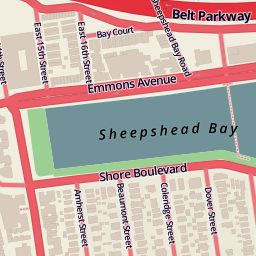 Belt Parkway
East 15th Street
East 16th Street
Bay Court
Sheepshead Bay Road
Emmons Avenue
Sheepshead Bay
Shore Boulevard
Amherst Street
Beaumont Street
Coleridge Street
Dover Street